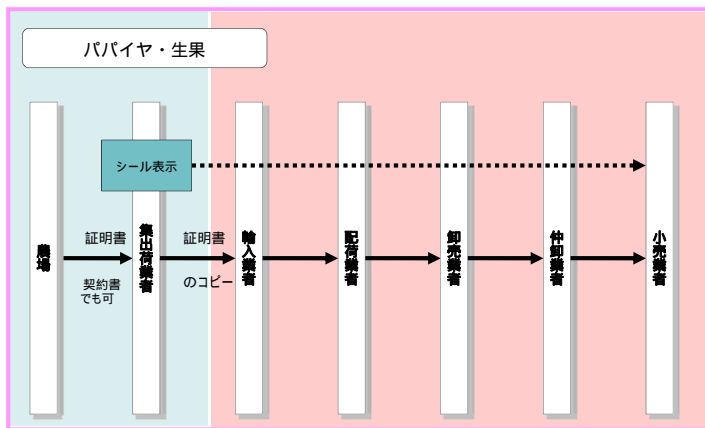 パパイヤ・生果
シール表示
農場
証明書
契約書
でも可
集出荷業者
証明書
のコピー
輸入業者
配荷業者
卸売業者
仲卸業者
小売業者